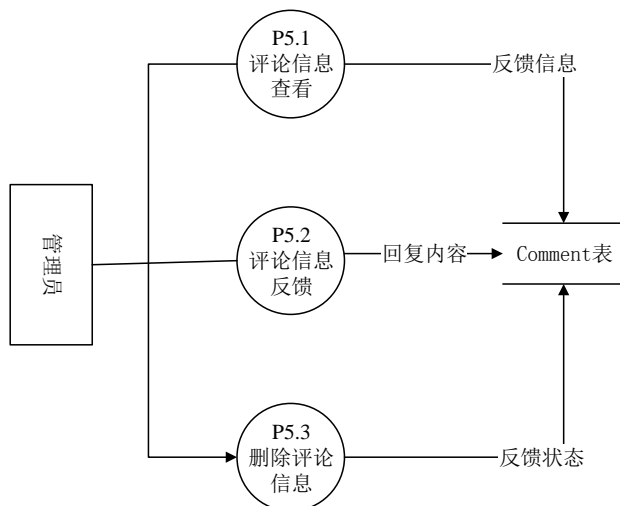 P5.1
评论信息
查看
反馈信息
管理员
P5.2
评论信息
反馈
回复内容
Comment表
P5.3
删除评论
信息
反馈状态